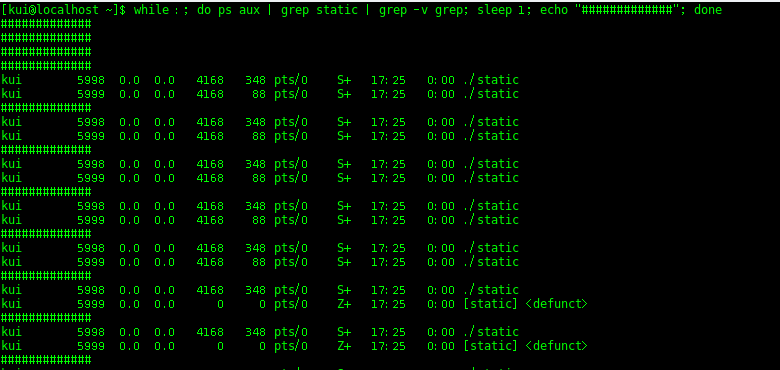 [kui@localhost ~]$ while :; do ps aux | grep static | grep -v grep; sleep 1; echo "#############"; done
#############
#############
#############
#############
kui 5998 0.0 0.0 4168 348 pts/0 S+ 17:25 0:00 ./static
kui 5999 0.0 0.0 4168 88 pts/0 S+ 17:25 0:00 ./static
#############
kui 5998 0.0 0.0 4168 348 pts/0 S+ 17:25 0:00 ./static
kui 5999 0.0 0.0 4168 88 pts/0 S+ 17:25 0:00 ./static
#############
kui 5998 0.0 0.0 4168 348 pts/0 S+ 17:25 0:00 ./static
kui 5999 0.0 0.0 4168 88 pts/0 S+ 17:25 0:00 ./static
#############
kui 5998 0.0 0.0 4168 348 pts/0 S+ 17:25 0:00 ./static
kui 5999 0.0 0.0 4168 88 pts/0 S+ 17:25 0:00 ./static
#############
kui 5998 0.0 0.0 4168 348 pts/0 S+ 17:25 0:00 ./static
kui 5999 0.0 0.0 4168 88 pts/0 S+ 17:25 0:00 ./static
#############
kui 5998 0.0 0.0 4168 348 pts/0 S+ 17:25 0:00 ./static
kui 5999 0.0 0.0 0 0 pts/0 Z+ 17:25 0:00 [static] <defunct>
#############
kui 5998 0.0 0.0 4168 348 pts/0 S+ 17:25 0:00 ./static
kui 5999 0.0 0.0 0 0 pts/0 Z+ 17:25 0:00 [static] <defunct>
#############